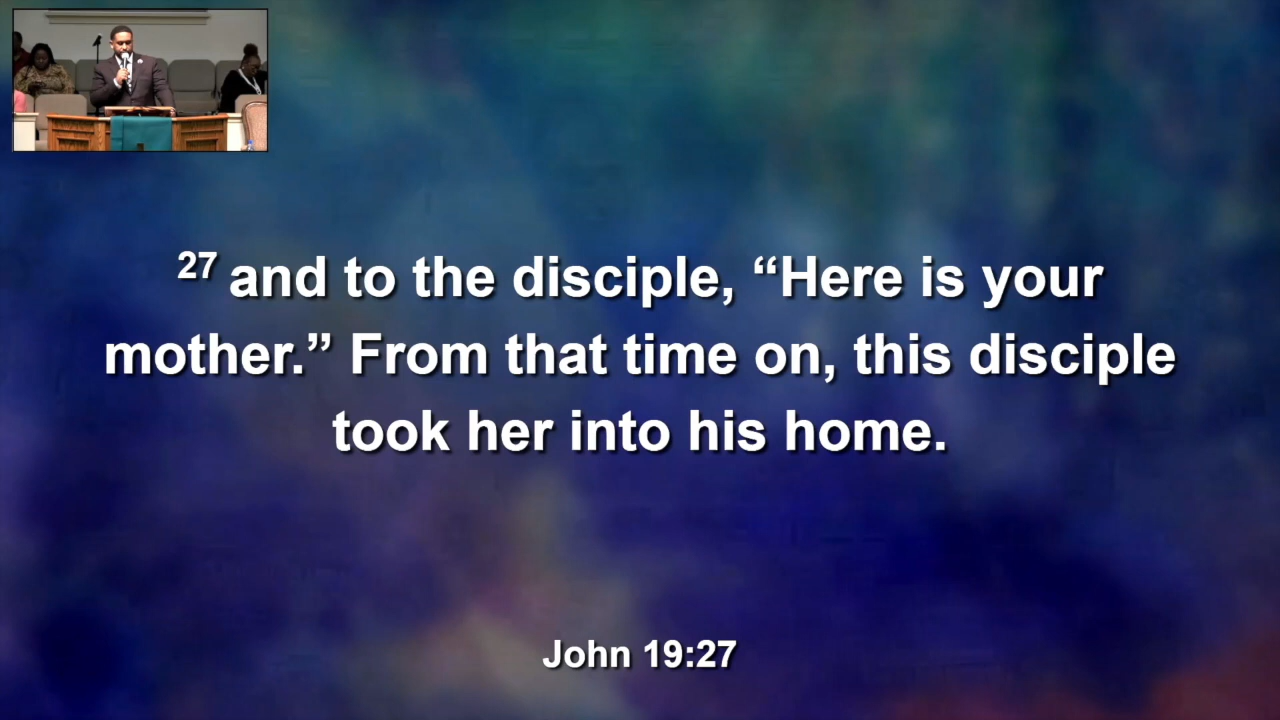 27 and to the disciple, “Here is your
mother.” From that time on, this disciple
took her into his home.
John 19:27